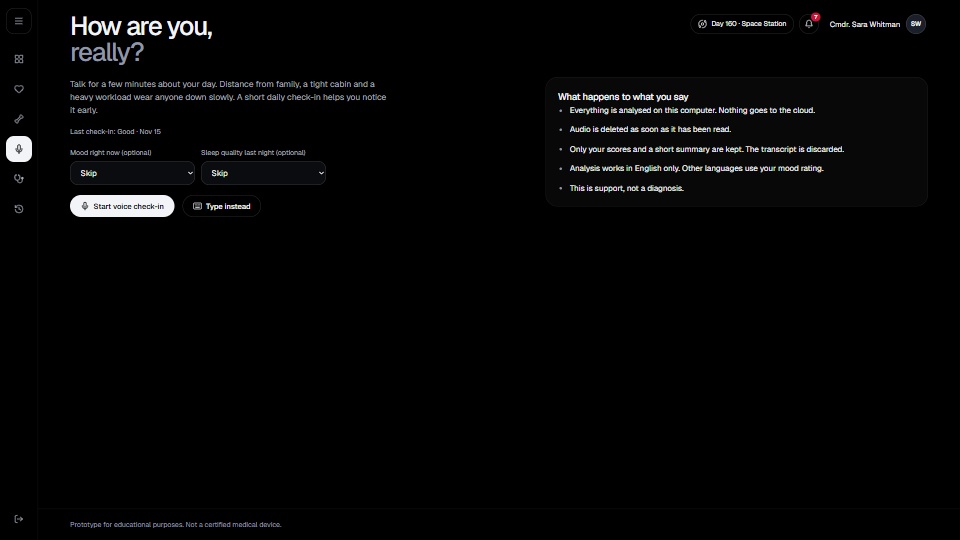 How are you,
really?
Day 160 · Space Station
7
Cmdr. Sara Whitman
SW
Talk for a few minutes about your day. Distance from family, a tight cabin and a
heavy workload wear anyone down slowly. A short daily check-in helps you notice
it early.
Last check-in: Good · Nov 15
Mood right now (optional)
Sleep quality last night (optional)
Skip
Skip
Start voice check-in
Type instead
What happens to what you say
• Everything is analysed on this computer. Nothing goes to the cloud.
• Audio is deleted as soon as it has been read.
• Only your scores and a short summary are kept. The transcript is discarded.
• Analysis works in English only. Other languages use your mood rating.
• This is support, not a diagnosis.
Prototype for educational purposes. Not a certified medical device.